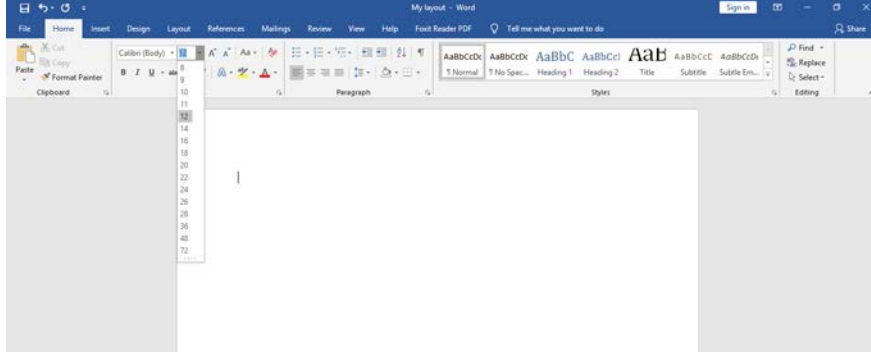 My layout - Word
Sign in
File Home Insert Design Layout References Mailings Review View Help Foxit Reader PDF Tell me what you want to do Share
Cut
Copy
Paste
Format Painter
Clipboard
Calibri (Body) 12
B I U
Aa
8
9
10
11
12
14
16
18
20
22
24
26
28
36
48
72
Paragraph
AaBbCcDc AaBbCcDc AaBbC AaBbCcI AaB AaBbCcC AaBbCcDc
¶ Normal ¶ No Spac... Heading 1 Heading 2 Title Subtitle Subtle Em...
Styles
Find
Replace
Select
Editing